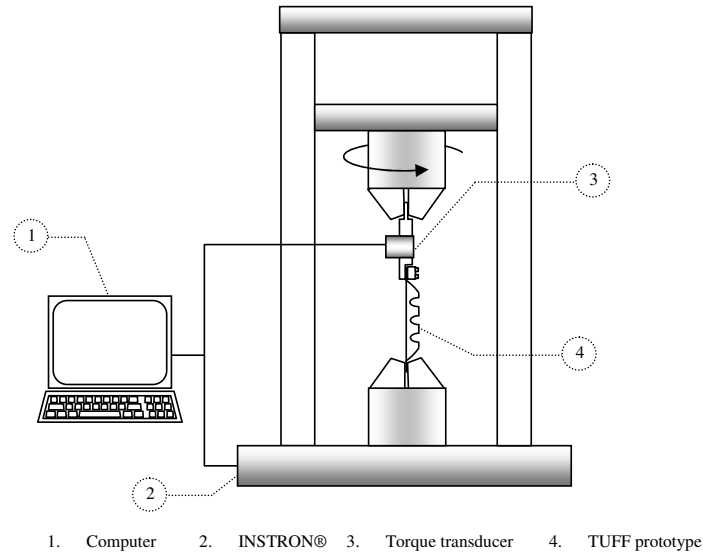 3
1
4
2
1. Computer 2. INSTRON® 3. Torque transducer 4. TUFF prototype